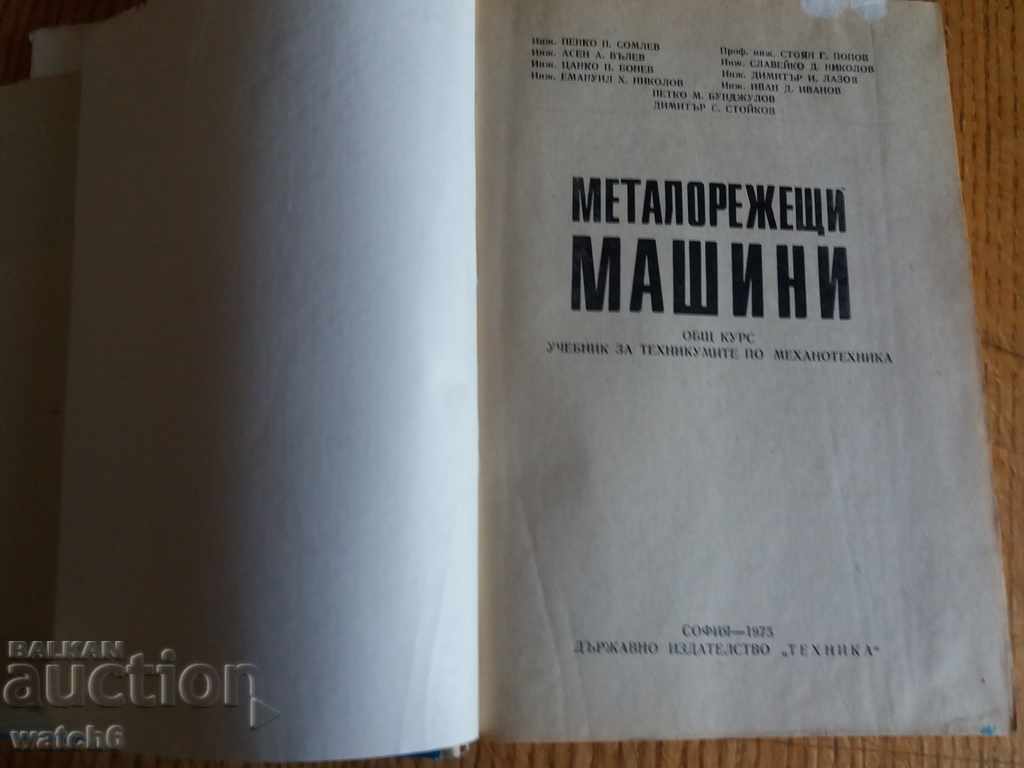 Инж. ПЕНКО П. СОМЛЕВ
Инж. АСЕН А. ВЪЛЕВ
Инж. ЦАНКО П. БОНЕВ
Инж. ЕМАНУИЛ Х. НИКОЛОВ
Проф. инж. СТОЯН Г. ПОПОВ
Инж. СЛАВЕЙКО Д. НИКОЛОВ
Инж. ДИМИТЪР И. ЛАЗОВ
Инж. ИВАН Д. ИВАНОВ
ПЕТКО М. БУНДЖУЛОВ
ДИМИТЪР С. СТОЙКОВ
МЕТАЛОРЕЖЕЩИ
МАШИНИ
ОБЩ КУРС
УЧЕБНИК ЗА ТЕХНИКУМИТЕ ПО МЕХАНОТЕХНИКА
СОФИЯ—1973
ДЪРЖАВНО ИЗДАТЕЛСТВО „ТЕХНИКА“
BALKAN
auction
watch6